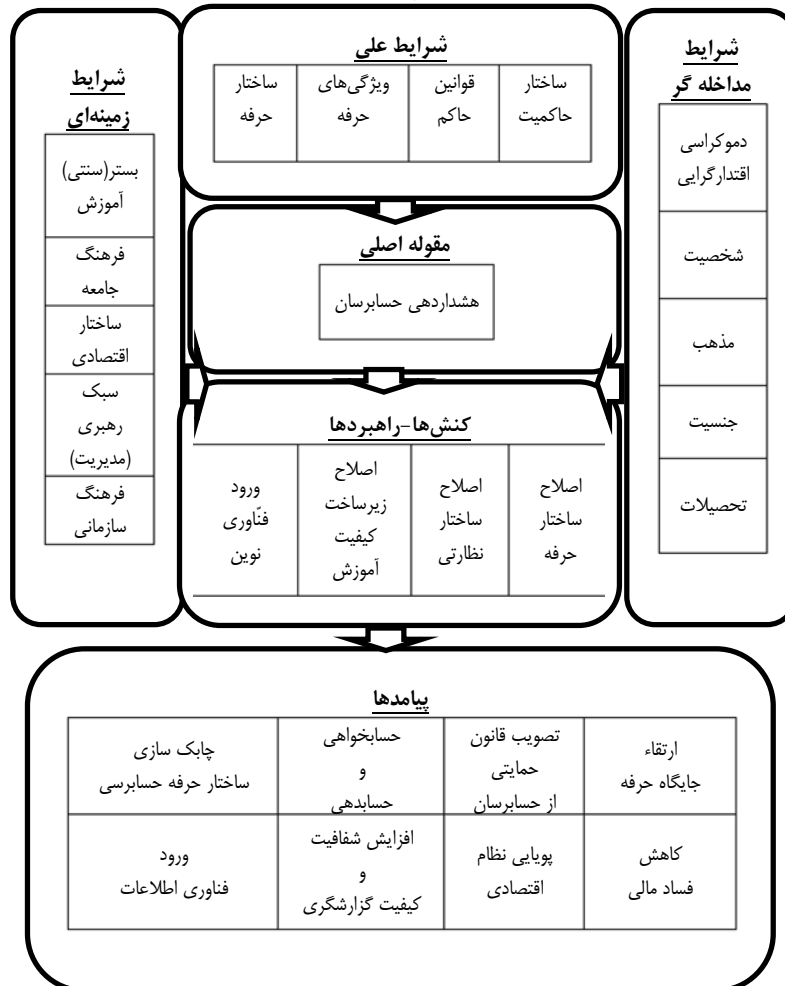 شرایط علی
ساختار
حاکمیت
قوانین
حاکم
ویژگی‌های
حرفه
ساختار
حرفه
شرایط
مداخله گر
دموکراسی
اقتدارگرایی
شخصیت
مذهب
جنسیت
تحصیلات
شرایط
زمینه‌ای
بستر(سنتی)
آموزش
فرهنگ
جامعه
ساختار
اقتصادی
سبک
رهبری
(مدیریت)
فرهنگ
سازمانی
مقوله اصلی
هشداردهی حسابرسان
کنش‌ها-راهبردها
اصلاح
ساختار
حرفه
اصلاح
ساختار
نظارتی
اصلاح
زیرساخت
کیفیت
آموزش
ورود
فنّاوری
نوین
پیامدها
ارتقاء
جایگاه حرفه
تصویب قانون
حمایتی
از حسابرسان
حسابخواهی
و
حسابدهی
چابک سازی
ساختار حرفه حسابرسی
کاهش
فساد مالی
پویایی نظام
اقتصادی
افزایش شفافیت
و
کیفیت گزارشگری
ورود
فناوری اطلاعات